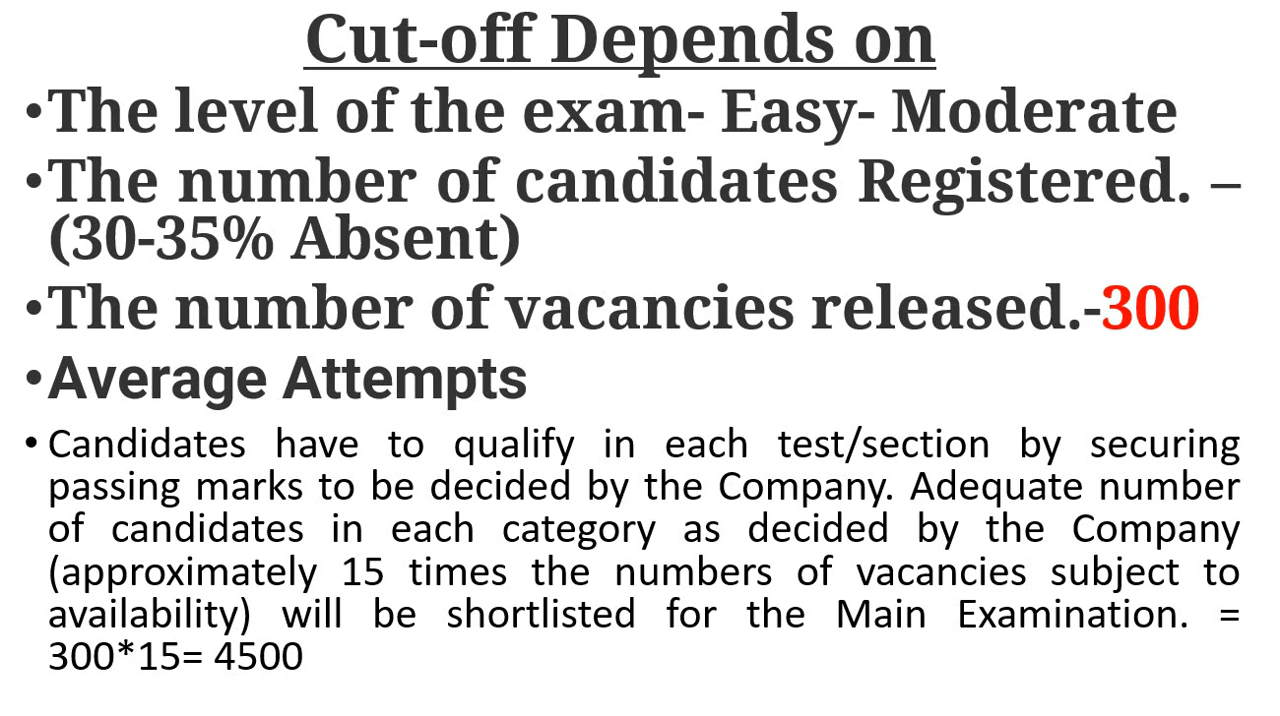 Cut-off Depends on
•The level of the exam- Easy- Moderate
•The number of candidates Registered. –
(30-35% Absent)
•The number of vacancies released.-300
•Average Attempts
• Candidates have to qualify in each test/section by securing
passing marks to be decided by the Company. Adequate number
of candidates in each category as decided by the Company
(approximately 15 times the numbers of vacancies subject to
availability) will be shortlisted for the Main Examination. =
300*15= 4500